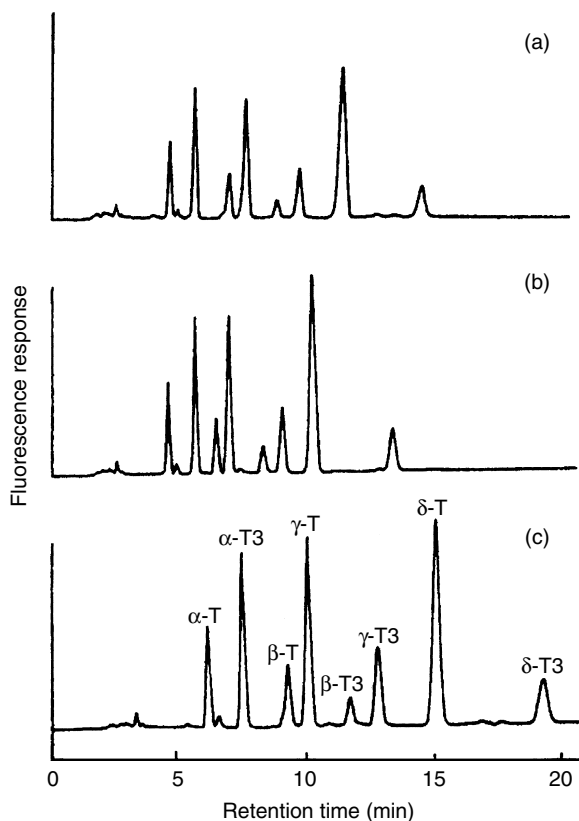 (a)
(b)
Fluorescence response
δ-T
(c)
α-T3
γ-T
α-T
β-T
γ-T3
β-T3
δ-T3
0 5 10 15 20
Retention time (min)